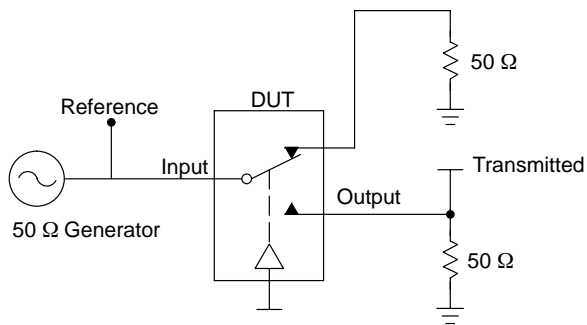 50 Ω
DUT
Reference
Input
Transmitted
Output
50 Ω Generator
50 Ω